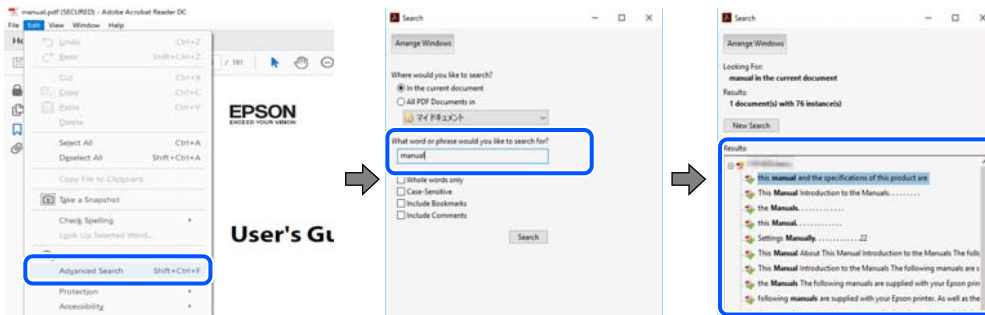 manual.pdf (SECURED) - Adobe Acrobat Reader DC
File Edit View Window Help
Undo Ctrl+Z
Redo Shift+Ctrl+Z
Cut Ctrl+X
Copy Ctrl+C
Paste Ctrl+V
Delete
Select All Ctrl+A
Deselect All Shift+Ctrl+A
Copy File to Clipboard
Take a Snapshot
Check Spelling
Look Up Selected Word...
Advanced Search Shift+Ctrl+F
Protection
Accessibility
/ 181
EPSON
EXCEED YOUR VISION
User's Gu
Search
Arrange Windows
Where would you like to search?
In the current document
All PDF Documents in
マイ ドキュメント
What word or phrase would you like to search for?
manual
Whole words only
Case-Sensitive
Include Bookmarks
Include Comments
Search
Search
Arrange Windows
Looking For:
manual in the current document
Results:
1 document(s) with 76 instance(s)
New Search
Results:
this manual and the specifications of this product are
This Manual Introduction to the Manuals.........
the Manuals.............
this Manual.............
Settings Manually............22
This Manual About This Manual Introduction to the Manuals The follo
This Manual Introduction to the Manuals The following manuals are s
the Manuals The following manuals are supplied with your Epson prin
following manuals are supplied with your Epson printer. As well as the